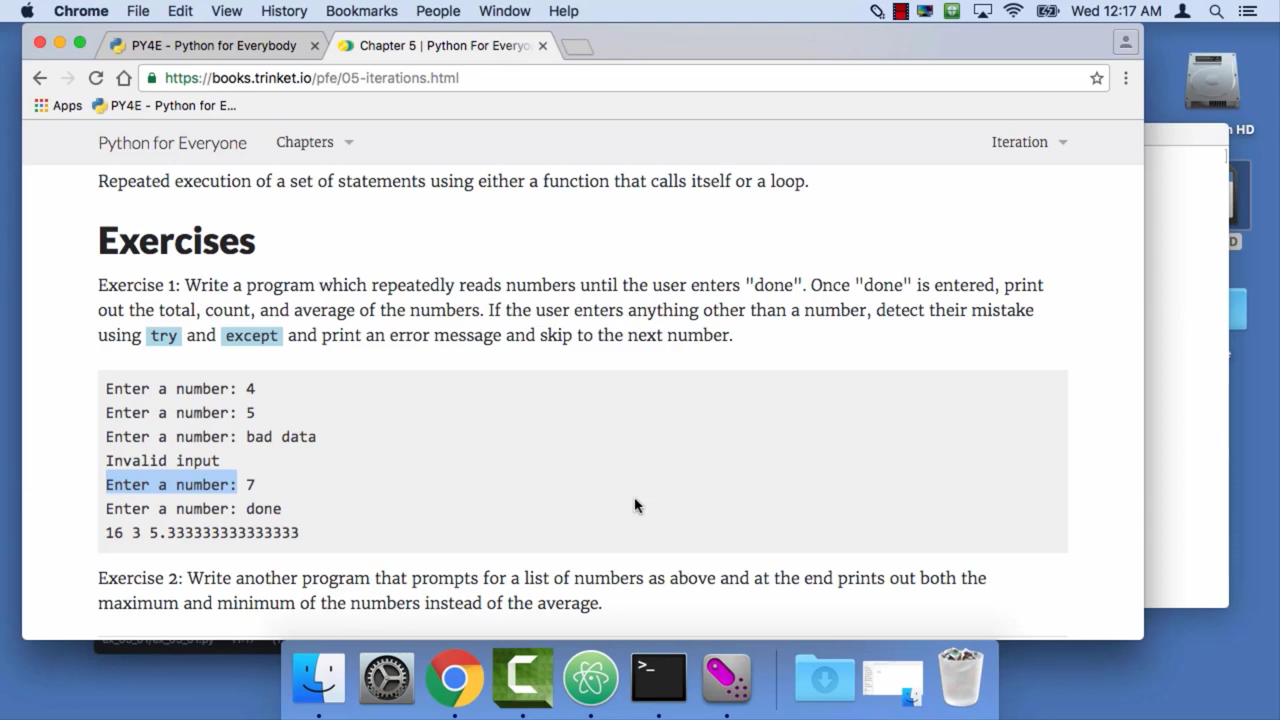 Chrome File Edit View History Bookmarks People Window Help Wed 12:17 AM
PY4E - Python for Everybody Chapter 5 | Python For Everyo
https://books.trinket.io/pfe/05-iterations.html
Apps PY4E - Python for E...
n HD
Python for Everyone Chapters Iteration
Repeated execution of a set of statements using either a function that calls itself or a loop.
Exercises
D
Exercise 1: Write a program which repeatedly reads numbers until the user enters "done". Once "done" is entered, print
out the total, count, and average of the numbers. If the user enters anything other than a number, detect their mistake
using try and except and print an error message and skip to the next number.
Enter a number: 4
Enter a number: 5
Enter a number: bad data
Invalid input
Enter a number: 7
Enter a number: done
16 3 5.333333333333333
Exercise 2: Write another program that prompts for a list of numbers as above and at the end prints out both the
maximum and minimum of the numbers instead of the average.